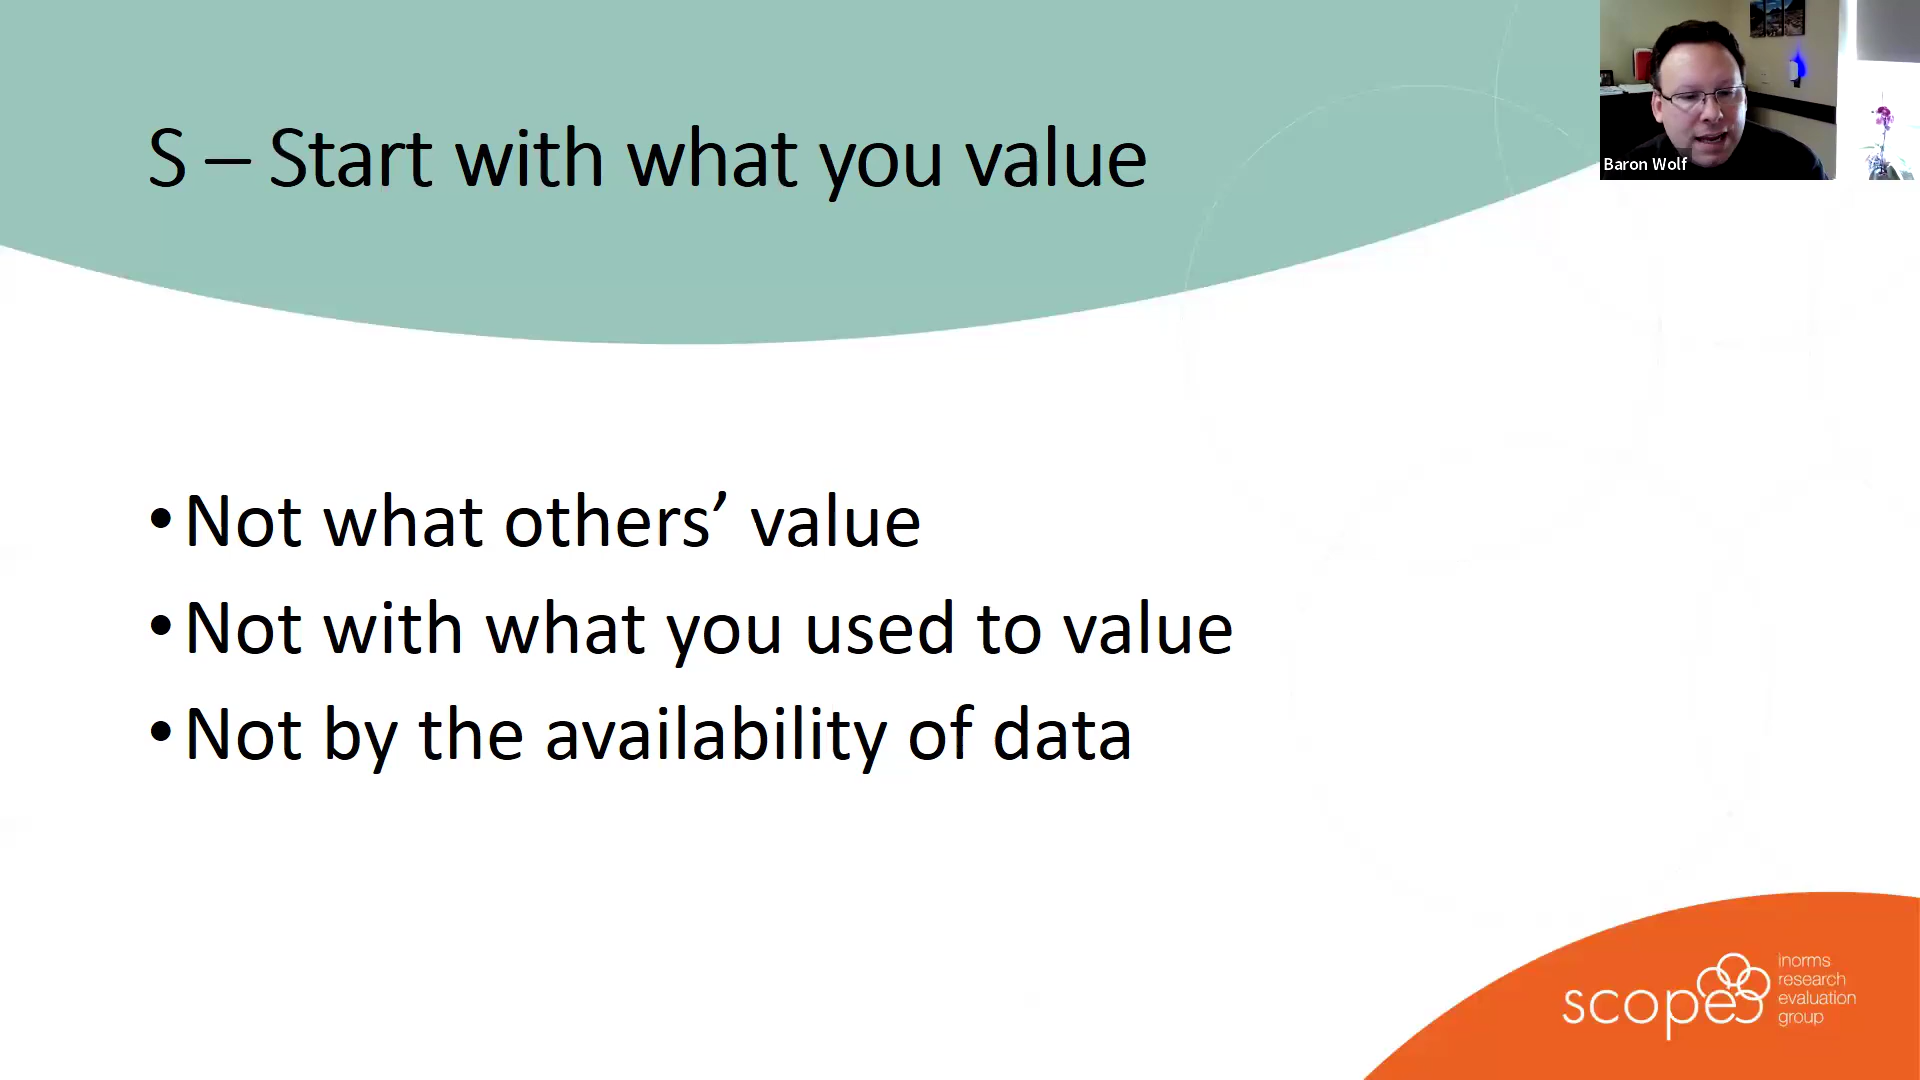 S – Start with what you value
Baron Wolf
•Not what others’ value
•Not with what you used to value
•Not by the availability of data
scope
inorms
research
evaluation
group